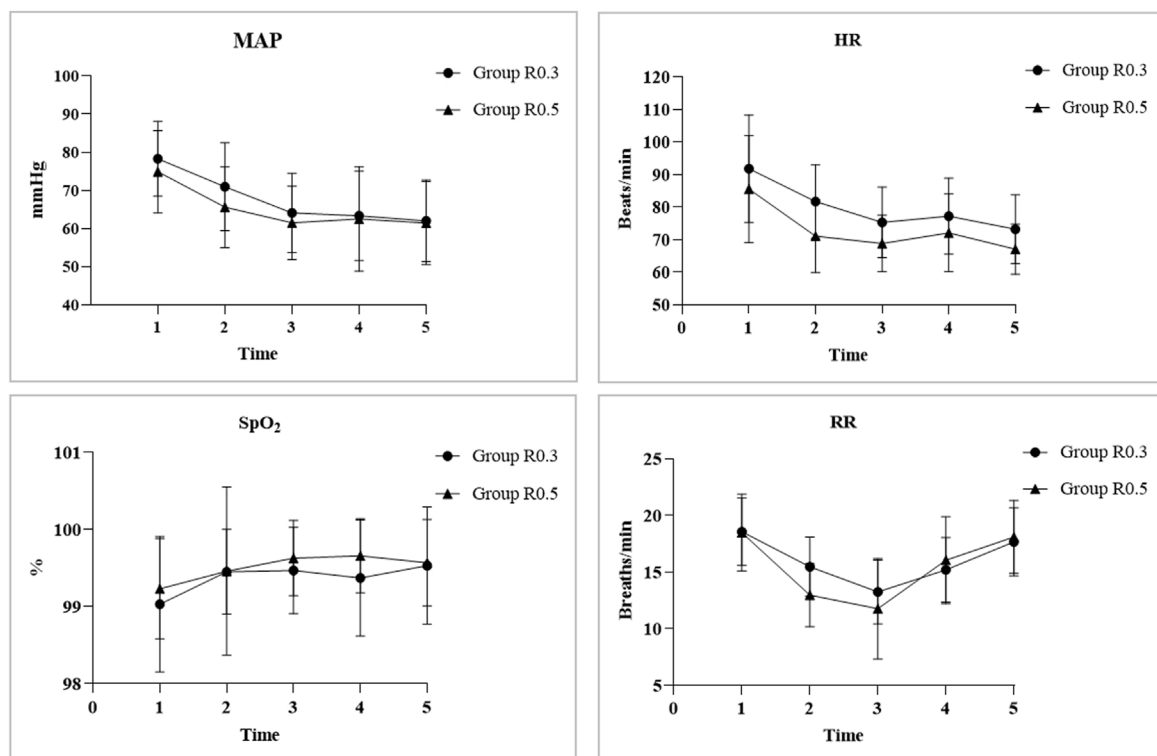 MAP
Group R0.3
Group R0.5
mmHg
100
90
80
70
60
50
40
1 2 3 4 5
Time
HR
Group R0.3
Group R0.5
Beats/min
120
110
100
90
80
70
60
50
0 1 2 3 4 5
Time
SpO₂
Group R0.3
Group R0.5
%
101
100
99
98
0 1 2 3 4 5
Time
RR
Group R0.3
Group R0.5
Breaths/min
25
20
15
10
5
0 1 2 3 4 5
Time